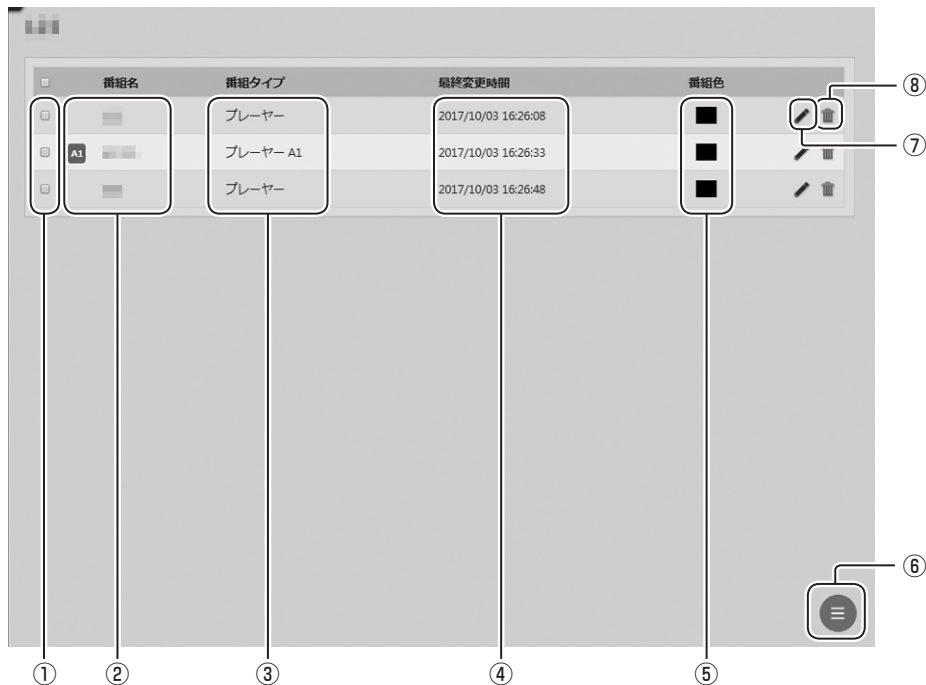 番組名 番組タイプ 最終変更時間 番組色
プレーヤー 2017/10/03 16:26:08
A1 プレーヤー A1 2017/10/03 16:26:33
プレーヤー 2017/10/03 16:26:48
⑧
⑦
⑥
① ② ③ ④ ⑤